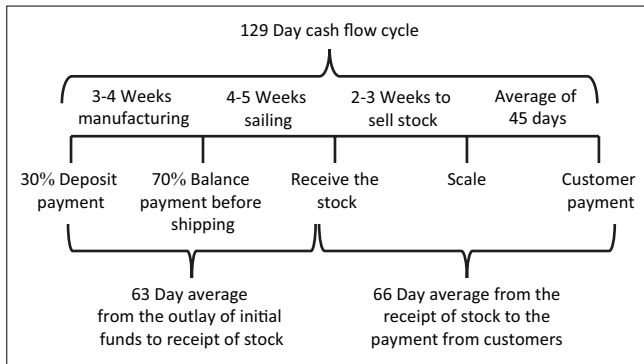 129 Day cash flow cycle
3-4 Weeks
manufacturing
4-5 Weeks
sailing
2-3 Weeks to
sell stock
Average of
45 days
30% Deposit
payment
70% Balance
payment before
shipping
Receive the
stock
Scale
Customer
payment
63 Day average
from the outlay of initial
funds to receipt of stock
66 Day average from the
receipt of stock to the
payment from customers